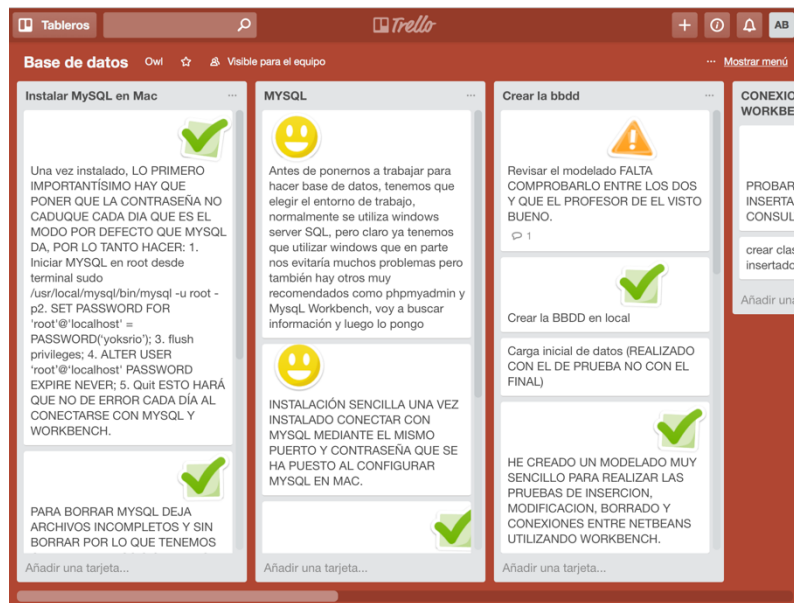 Tableros
Trello
AB
Base de datos
Owl
Visible para el equipo
Mostrar menú
Instalar MySQL en Mac
Una vez instalado, LO PRIMERO
IMPORTANTÍSIMO HAY QUE
PONER QUE LA CONTRASEÑA NO
CADUQUE CADA DIA QUE ES EL
MODO POR DEFECTO QUE MYSQL
DA, POR LO TANTO HACER: 1.
Iniciar MYSQL en root desde
terminal sudo
/usr/local/mysql/bin/mysql -u root -
p2. SET PASSWORD FOR
'root'@'localhost' =
PASSWORD('yoksrio'); 3. flush
privileges; 4. ALTER USER
'root'@'localhost' PASSWORD
EXPIRE NEVER; 5. Quit ESTO HARÁ
QUE NO DE ERROR CADA DÍA AL
CONECTARSE CON MYSQL Y
WORKBENCH.
PARA BORRAR MYSQL DEJA
ARCHIVOS INCOMPLETOS Y SIN
BORRAR POR LO QUE TENEMOS
Añadir una tarjeta...
MYSQL
Antes de ponernos a trabajar para
hacer base de datos, tenemos que
elegir el entorno de trabajo,
normalmente se utiliza windows
server SQL, pero claro ya tenemos
que utilizar windows que en parte
nos evitaría muchos problemas pero
también hay otros muy
recomendados como phpmyadmin y
MysqL Workbench, voy a buscar
información y luego lo pongo
INSTALACIÓN SENCILLA UNA VEZ
INSTALADO CONECTAR CON
MYSQL MEDIANTE EL MISMO
PUERTO Y CONTRASEÑA QUE SE
HA PUESTO AL CONFIGURAR
MYSQL EN MAC.
Añadir una tarjeta...
Crear la bbdd
Revisar el modelado FALTA
COMPROBARLO ENTRE LOS DOS
Y QUE EL PROFESOR DE EL VISTO
BUENO.
1
Crear la BBDD en local
Carga inicial de datos (REALIZADO
CON EL DE PRUEBA NO CON EL
FINAL)
HE CREADO UN MODELADO MUY
SENCILLO PARA REALIZAR LAS
PRUEBAS DE INSERCION,
MODIFICACION, BORRADO Y
CONEXIONES ENTRE NETBEANS
UTILIZANDO WORKBENCH.
Añadir una tarjeta...
CONEXIO
WORKBE
PROBAR
INSERTA
CONSUL
crear clas
insertado
Añadir una